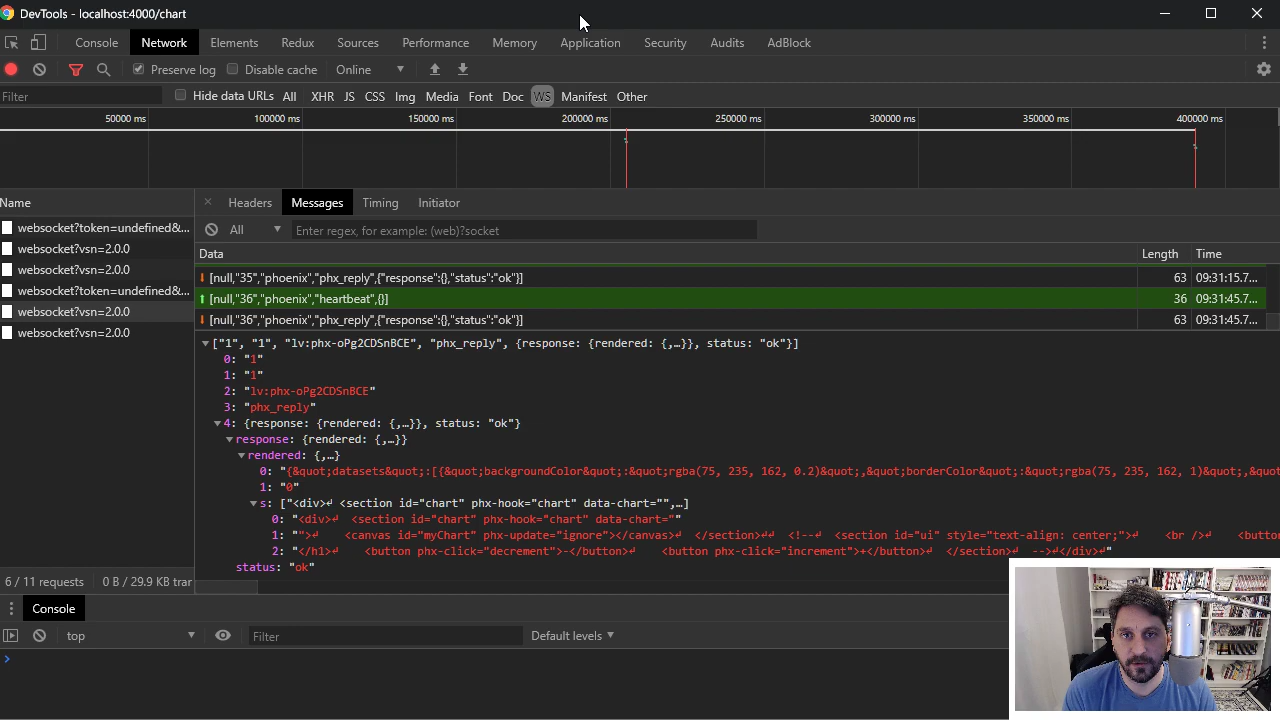 DevTools - localhost:4000/chart
Console Network Elements Redux Sources Performance Memory Application Security Audits AdBlock
Preserve log Disable cache Online
Filter Hide data URLs All XHR JS CSS Img Media Font Doc WS Manifest Other
50000 ms 100000 ms 150000 ms 200000 ms 250000 ms 300000 ms 350000 ms 400000 ms
Name
websocket?token=undefined&...
websocket?vsn=2.0.0
websocket?vsn=2.0.0
websocket?token=undefined&...
websocket?vsn=2.0.0
websocket?vsn=2.0.0
Headers Messages Timing Initiator
All Enter regex, for example: (web)?socket
Data Length Time
[null,"35","phoenix","phx_reply",{"response":{},"status":"ok"}] 63 09:31:15.7...
[null,"36","phoenix","heartbeat",{}] 36 09:31:45.7...
[null,"36","phoenix","phx_reply",{"response":{},"status":"ok"}] 63 09:31:45.7...
["1", "1", "lv:phx-oPg2CDSnBCE", "phx_reply", {response: {rendered: {,…}}, status: "ok"}]
0: "1"
1: "1"
2: "lv:phx-oPg2CDSnBCE"
3: "phx_reply"
4: {response: {rendered: {,…}}, status: "ok"}
response: {rendered: {,…}}
rendered: {,…}
0: "{&quot;datasets&quot;:[{&quot;backgroundColor&quot;:&quot;rgba(75, 235, 162, 0.2)&quot;,&quot;borderColor&quot;:&quot;rgba(75, 235, 162, 1)&quot;,&quot
1: "0"
s: ["<div>↵ <section id="chart" phx-hook="chart" data-chart="",…]
0: "<div>↵ <section id="chart" phx-hook="chart" data-chart=""
1: "">↵ <canvas id="myChart" phx-update="ignore"></canvas>↵ </section>↵↵ <!--↵ <section id="ui" style="text-align: center;">↵ <br />↵ <button
2: "</h1>↵ <button phx-click="decrement">-</button>↵ <button phx-click="increment">+</button>↵ </section>↵ -->↵</div>↵"
status: "ok"
6 / 11 requests 0 B / 29.9 KB tran
Console
top Filter Default levels